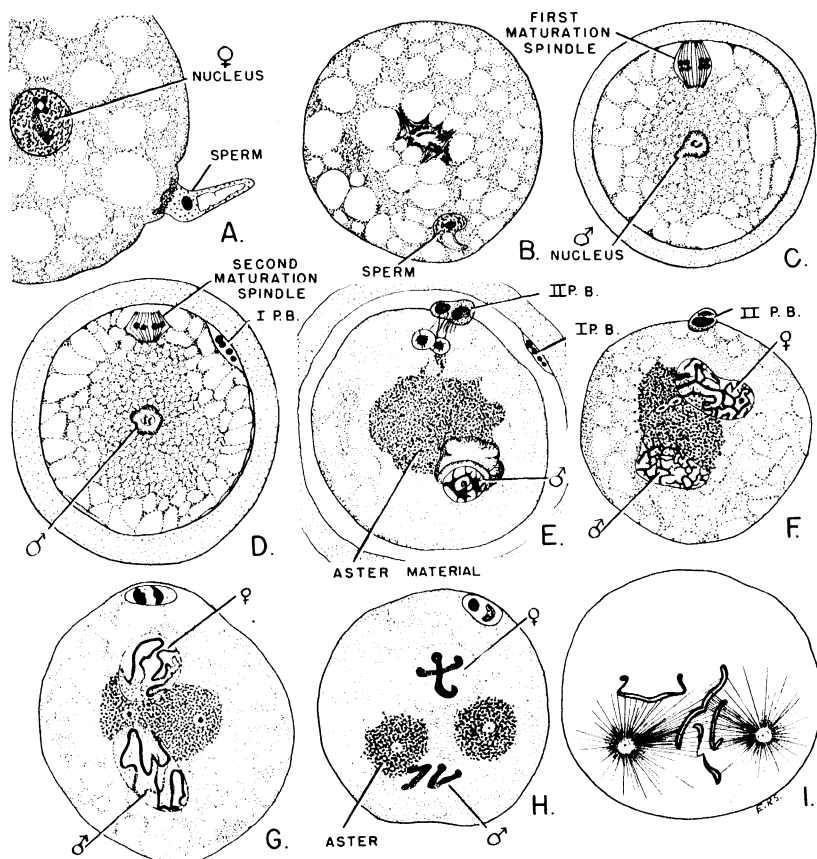 ♀
NUCLEUS
SPERM
A.
SPERM
B.
FIRST
MATURATION
SPINDLE
♂
NUCLEUS
C.
SECOND
MATURATION
SPINDLE
I P.B.
♂
D.
II P.B.
I P.B.
♂
E.
ASTER MATERIAL
II P.B.
♀
♂
F.
♀
♂
G.
♀
ASTER
♂
H.
I.